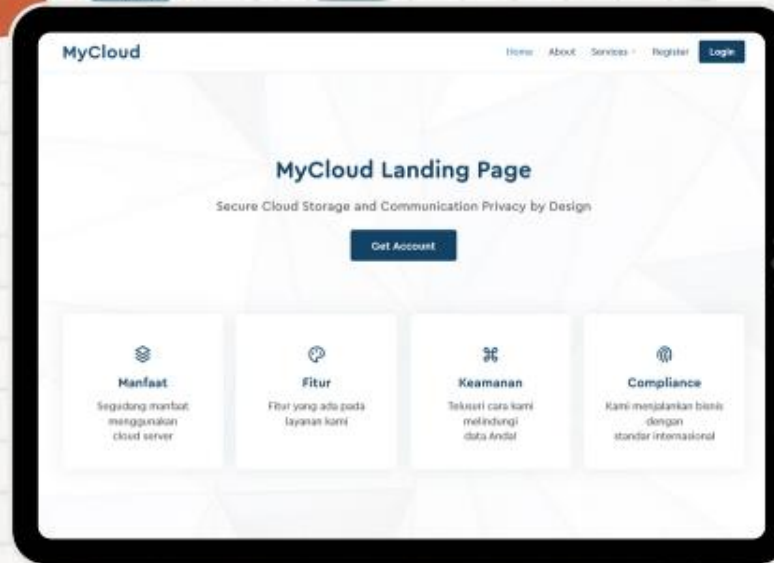 MyCloud
Home About Services Register Login
MyCloud Landing Page
Secure Cloud Storage and Communication Privacy by Design
Get Account
Manfaat
Segudang manfaat
menggunakan
cloud server
Fitur
Fitur yang ada pada
layanan kami
Keamanan
Telusuri cara kami
melindungi
data Anda!
Compliance
Kami menjalankan bisnis
dengan
standar internasional